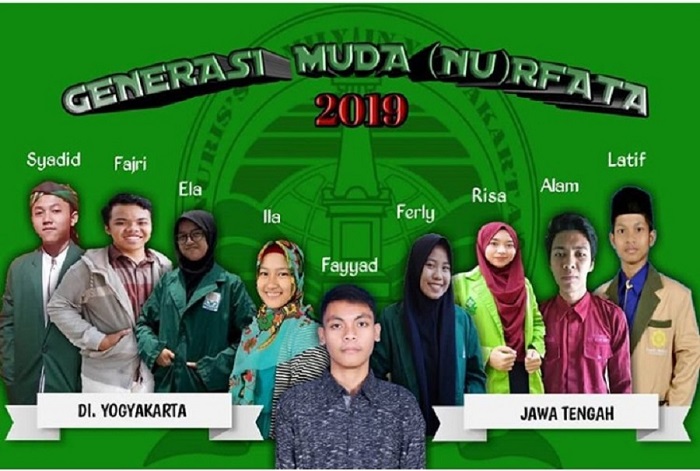 GENERASI MUDA (NU)RFATA
2019
Syadid
Fajri
Ela
Ila
Fayyad
Ferly
Risa
Alam
Latif
DI. YOGYAKARTA
JAWA TENGAH